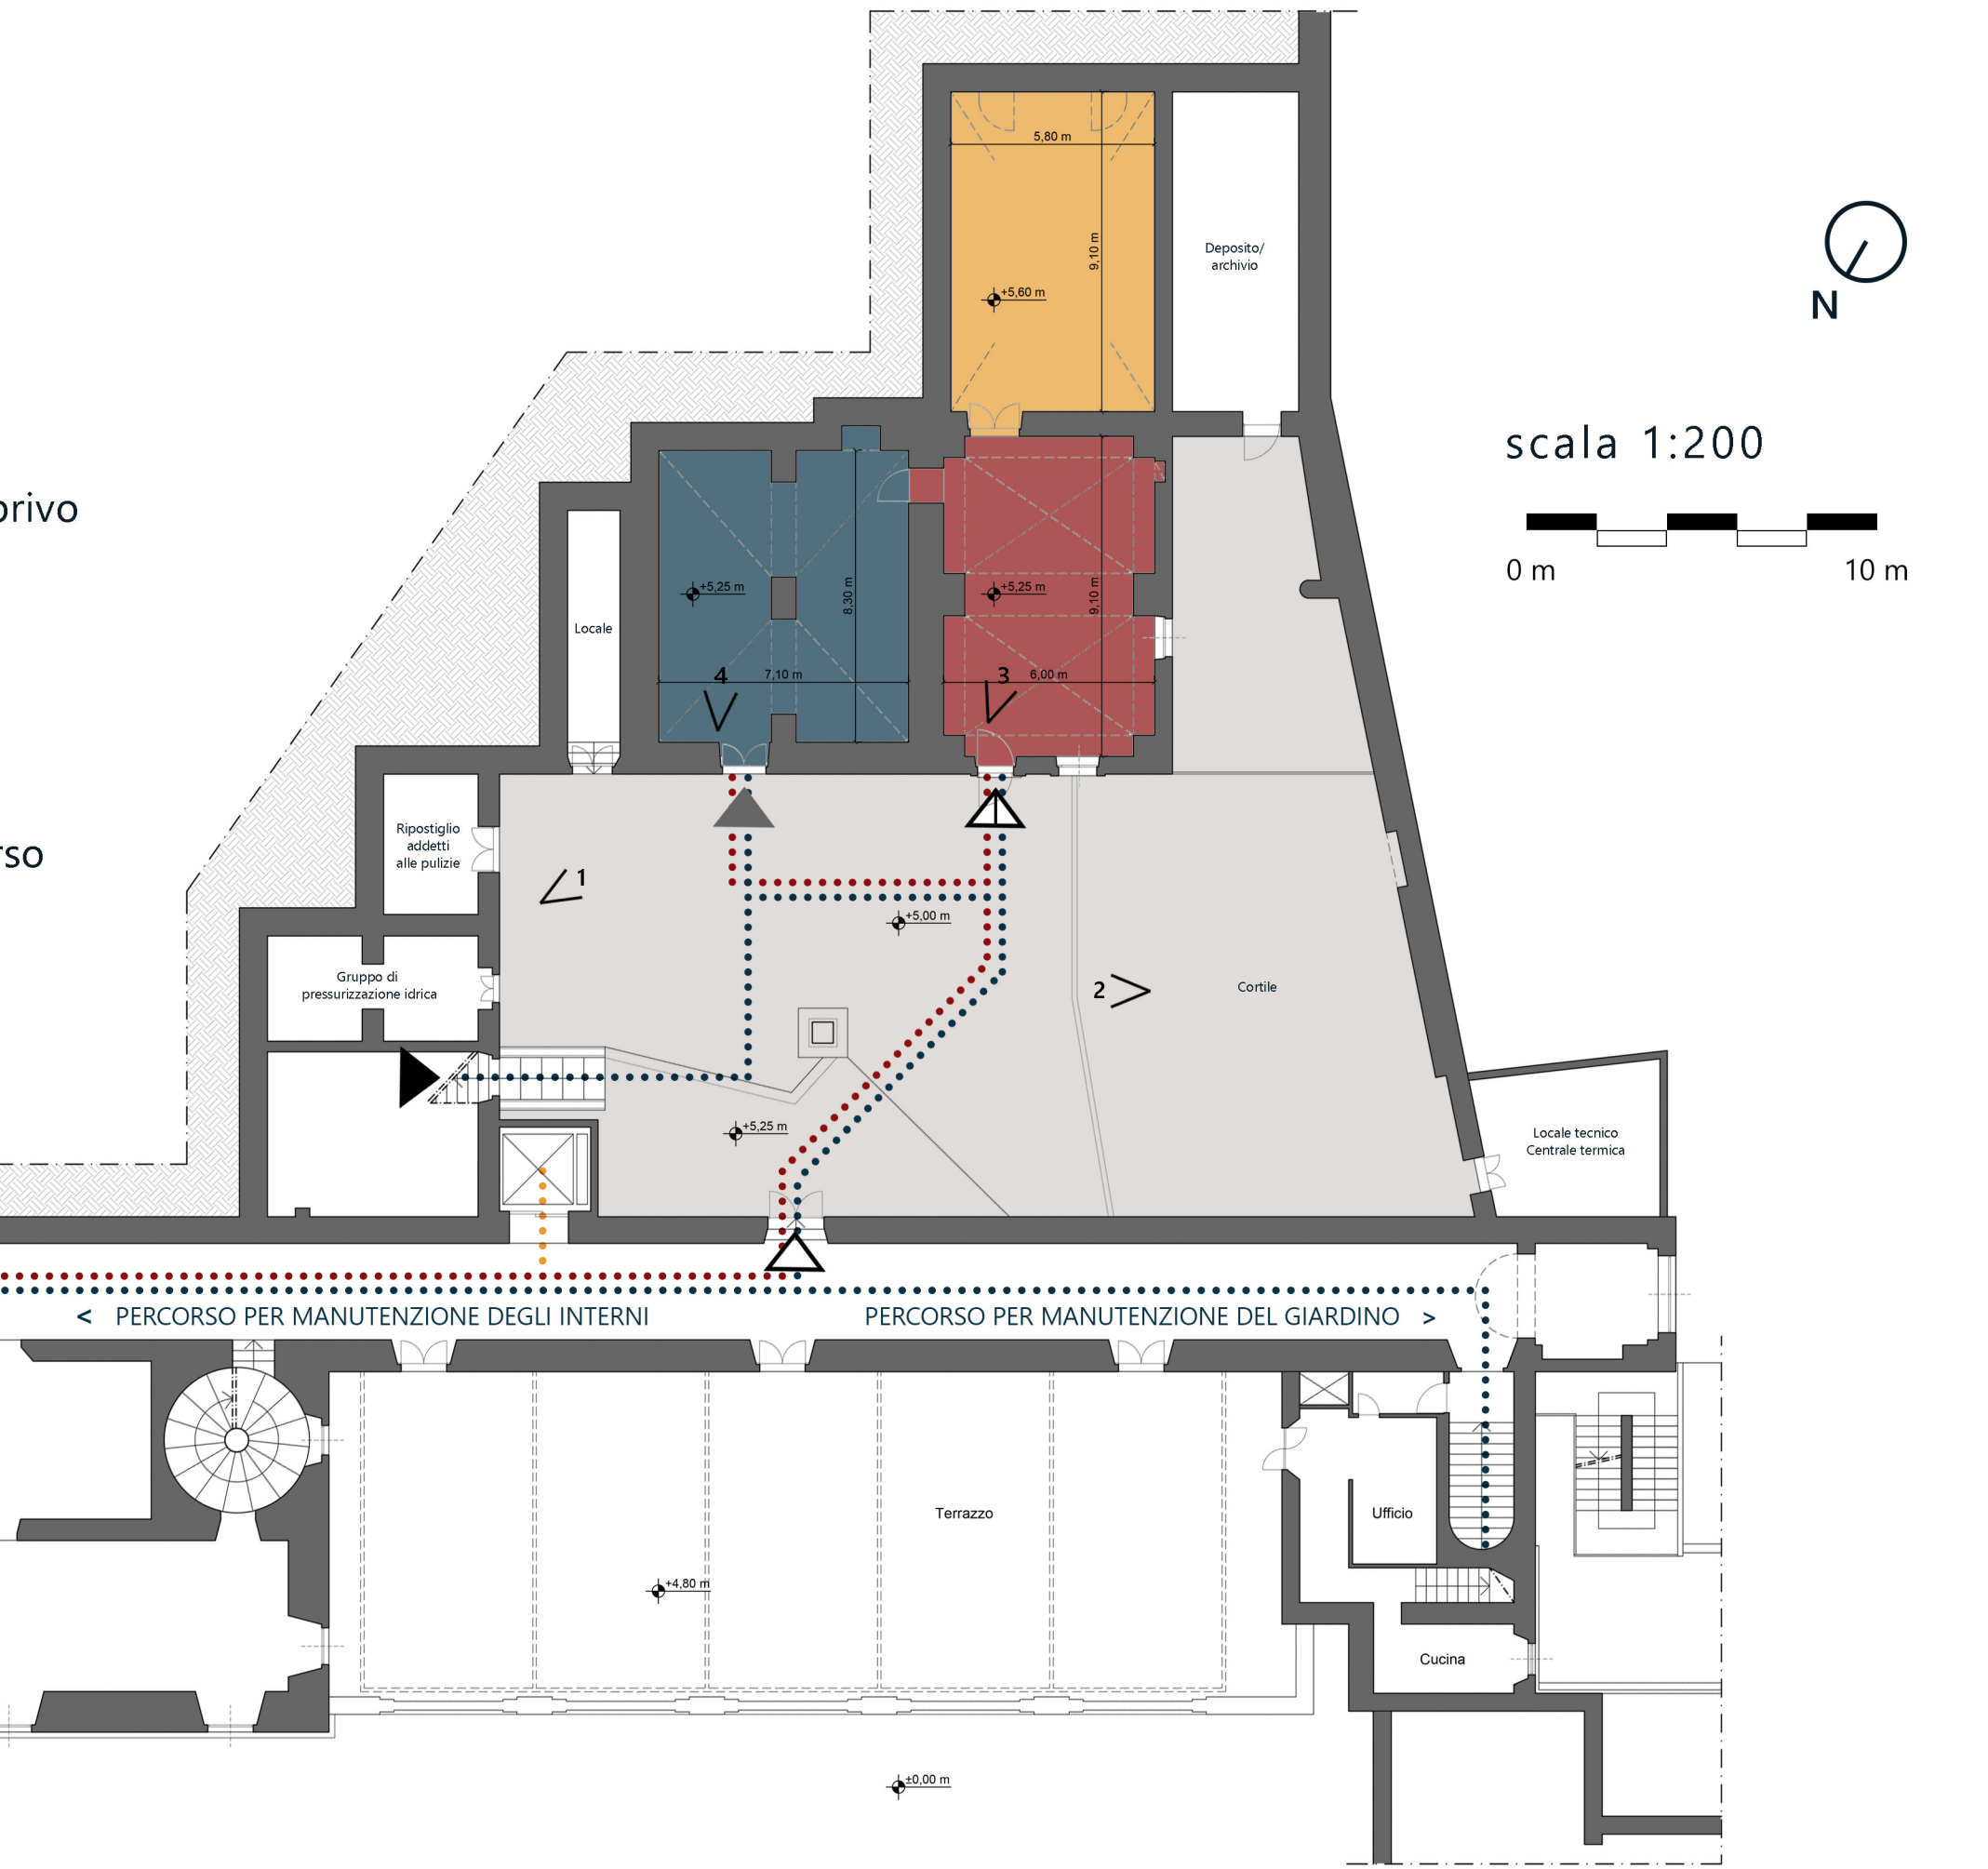 5,80 m
9,10 m
+5,60 m
Deposito/
archivio
N
scala 1:200
0 m
10 m
privo
Locale
+5,25 m
8,30 m
4
7,10 m
+5,25 m
9,10 m
3
6,00 m
Ripostiglio
addetti
alle pulizie
rso
1
+5,00 m
Gruppo di
pressurizzazione idrica
2
Cortile
+5,25 m
Locale tecnico
Centrale termica
< PERCORSO PER MANUTENZIONE DEGLI INTERNI
PERCORSO PER MANUTENZIONE DEL GIARDINO >
Terrazzo
Ufficio
+4,80 m
Cucina
±0,00 m